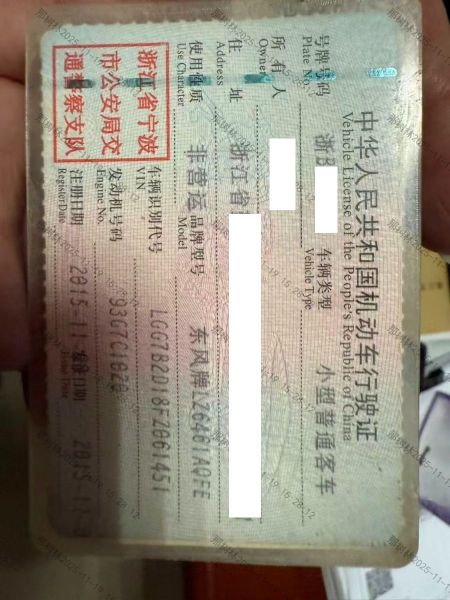 中华人民共和国机动车行驶证
Vehicle License of the People's Republic of China
号牌号码
Plate No.
浙B
车辆类型
Vehicle Type
小型普通客车
所有人
Owner
住址
Address
浙江省
使用性质
Use Character
非营运
品牌型号
Model
东风牌LZ6461AQFE
浙江省宁波
市公安局交
通警察支队
车辆识别代号
VIN
LGG7B2D18FZ061451
发动机号码
Engine No.
93G7C1022
注册日期
Register Date
2015-11-
发证日期
Issue Date
2015-11-